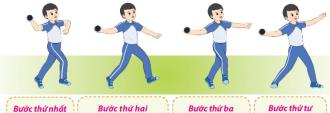 Bước thứ nhất
Bước thứ hai
Bước thứ ba
Bước thứ tư